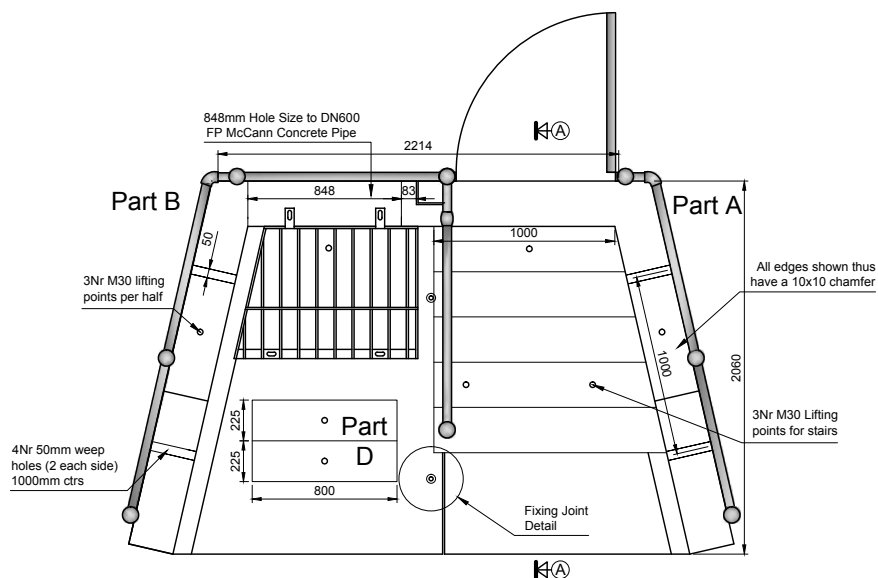 848mm Hole Size to DN600
FP McCann Concrete Pipe
A
2214
Part B
848
83
Part A
50
1000
All edges shown thus
have a 10x10 chamfer
3Nr M30 lifting
points per half
1000
2060
225
Part
3Nr M30 Lifting
points for stairs
225
D
4Nr 50mm weep
holes (2 each side)
1000mm ctrs
800
Fixing Joint
Detail
A